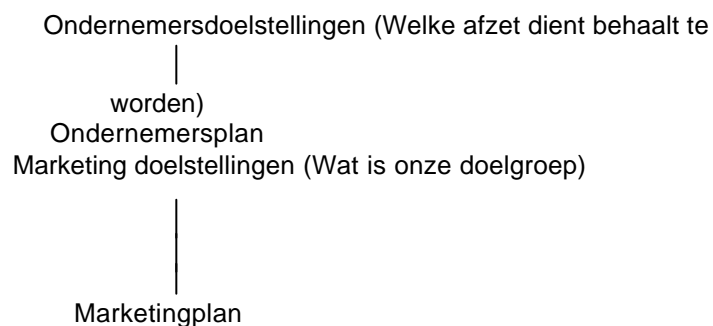 Ondernemersdoelstellingen (Welke afzet dient behaalt te
worden)
Ondernemersplan
Marketing doelstellingen (Wat is onze doelgroep)
Marketingplan